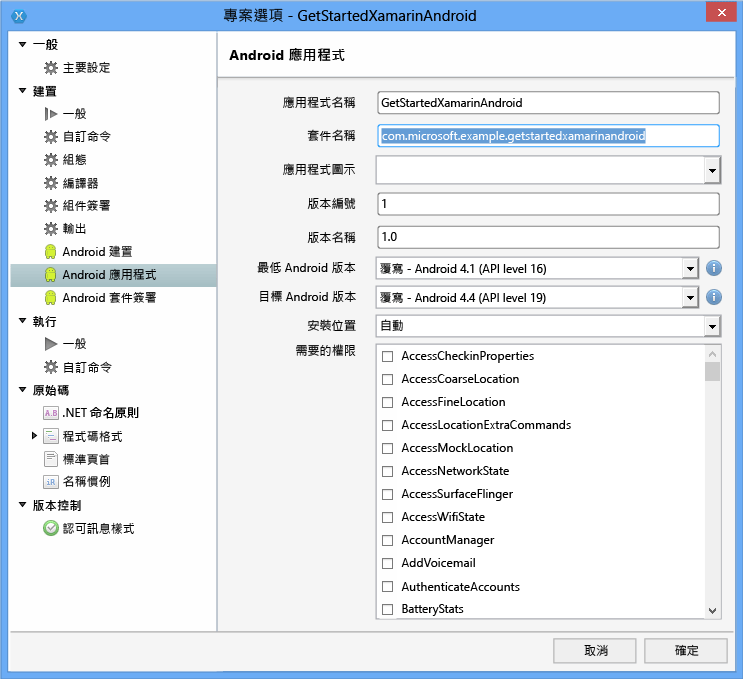 專案選項 - GetStartedXamarinAndroid
一般
主要設定
建置
一般
自訂命令
組態
編譯器
組件簽署
輸出
Android 建置
Android 應用程式
Android 套件簽署
執行
一般
自訂命令
原始碼
A.B .NET 命名原則
程式碼格式
標準頁首
iR 名稱慣例
版本控制
認可訊息樣式
Android 應用程式
應用程式名稱 GetStartedXamarinAndroid
套件名稱 com.microsoft.example.getstartedxamarinandroid
應用程式圖示
版本編號 1
版本名稱 1.0
最低 Android 版本 覆寫 - Android 4.1 (API level 16)
目標 Android 版本 覆寫 - Android 4.4 (API level 19)
安裝位置 自動
需要的權限
AccessCheckinProperties
AccessCoarseLocation
AccessFineLocation
AccessLocationExtraCommands
AccessMockLocation
AccessNetworkState
AccessSurfaceFlinger
AccessWifiState
AccountManager
AddVoicemail
AuthenticateAccounts
BatteryStats
取消 確定